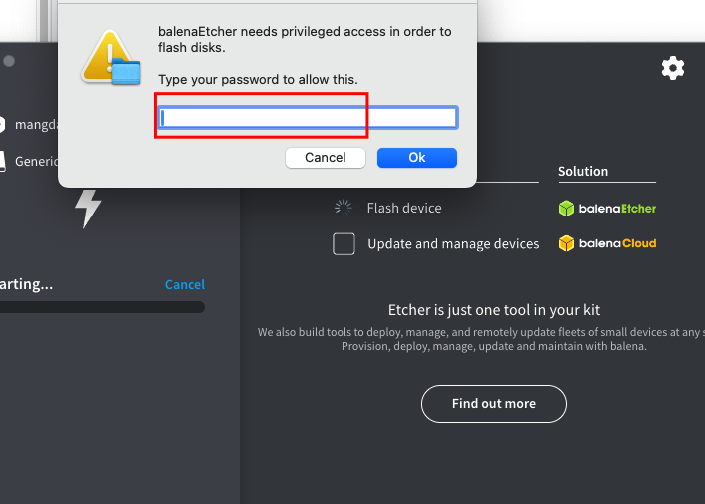 balenaEtcher needs privileged access in order to
flash disks.
Type your password to allow this.
Cancel
Ok
Generic
Solution
Flash device
balenaEtcher
Update and manage devices
balenaCloud
arting...
Cancel
Etcher is just one tool in your kit
We also build tools to deploy, manage, and remotely update fleets of small devices at any s
Provision, deploy, manage, update and maintain with balena.
Find out more